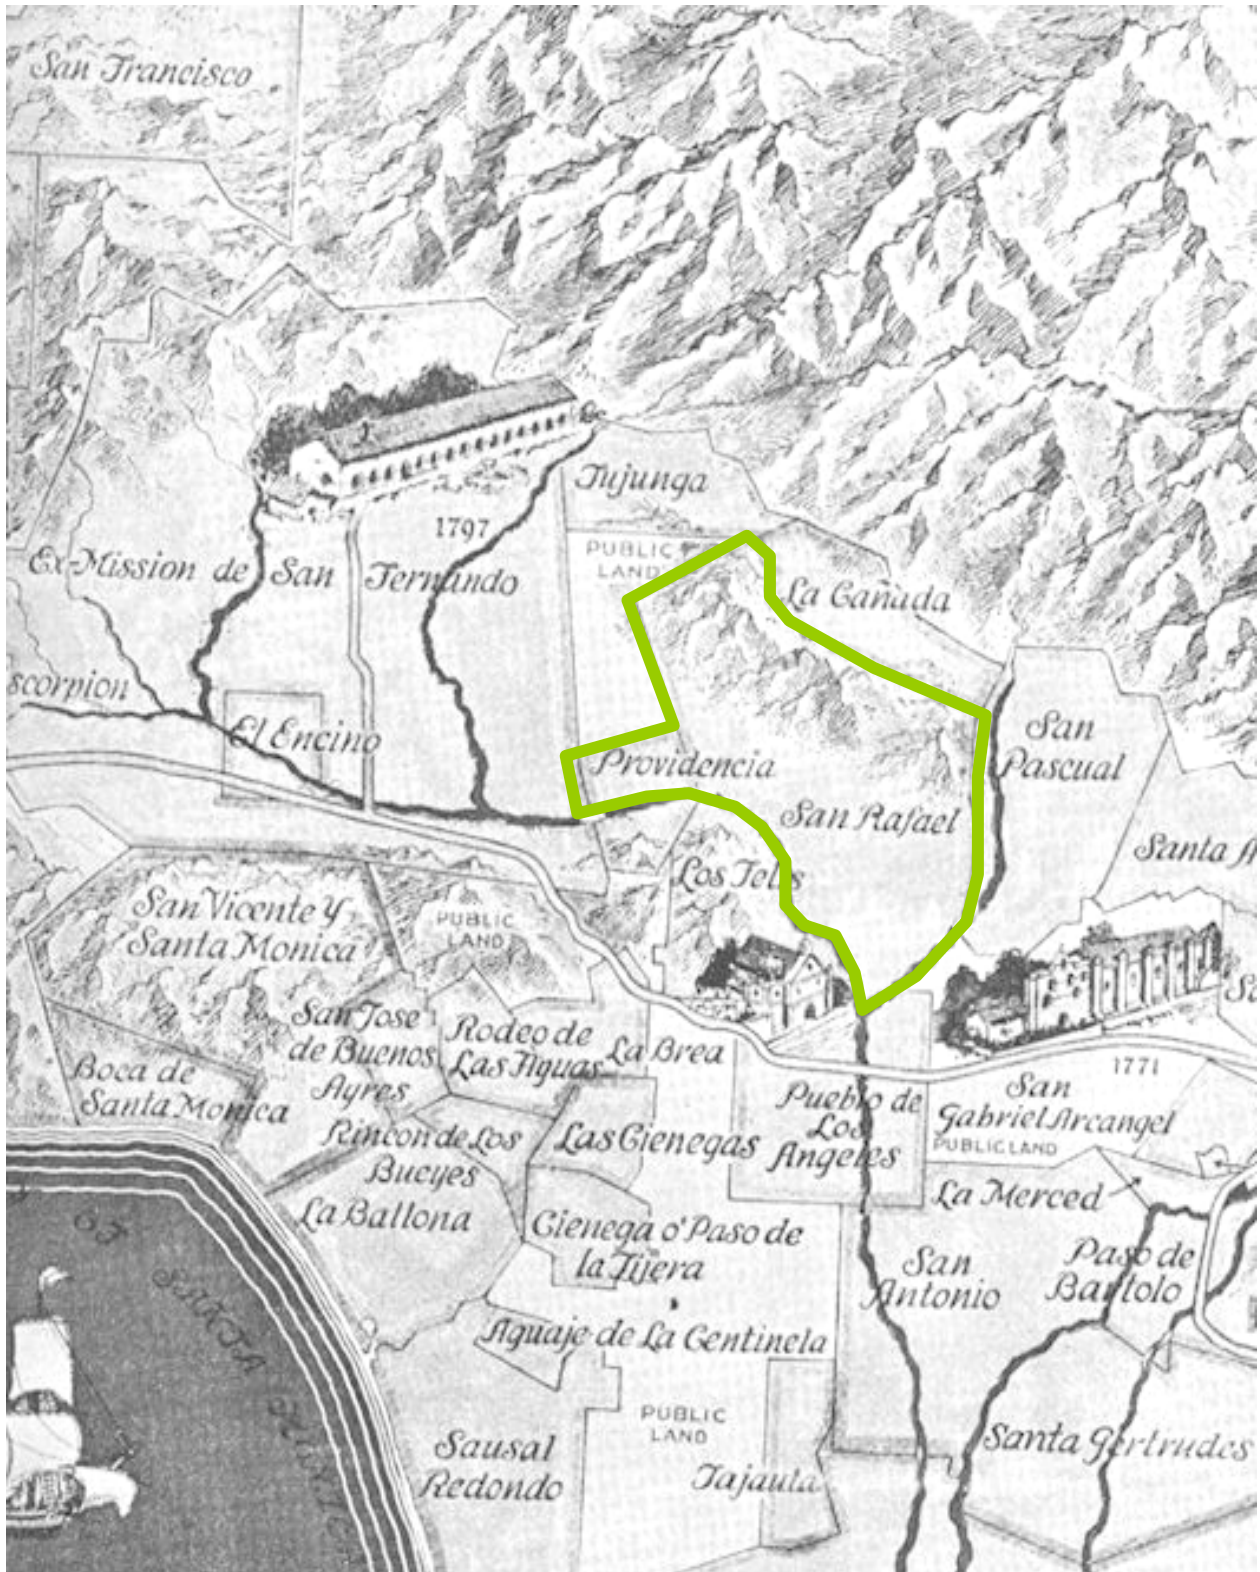 San Francisco
Tujunga
1797
PUBLIC
LAND
Ex-Mission de San Fernando
La Cañada
scorpion
El Encino
Providencia
San
Pascual
San Rafael
Santa A
Los Felis
San Vicente Y
Santa Monica
PUBLIC
LAND
San Jose
de Buenos
Ayres
Rodeo de
Las Aguas
La Brea
Boca de
Santa Monica
1771
San
Gabriel Arcangel
PUBLIC LAND
Pueblo de
Los
Angeles
Rincon de Los
Bueyes
Las Cienegas
La Merced
La Ballona
Cienega o' Paso de
la Tijera
San
Antonio
Paso de
Bartolo
Aguaje de La Centinela
OF
SANTA
PUBLIC
LAND
Sausal
Redondo
Tajauta
Santa Gertrudes